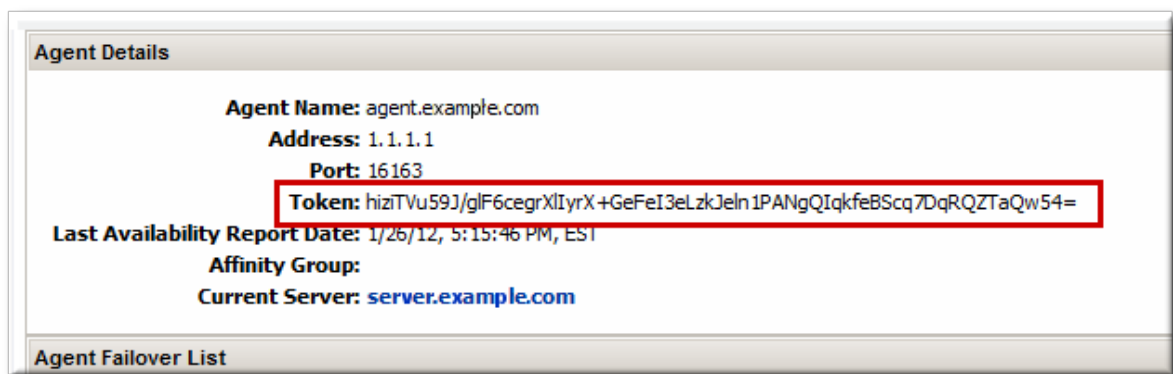 Agent Details
Agent Name: agent.example.com
Address: 1.1.1.1
Port: 16163
Token: hiziTVu59J/glF6cegrXlIyrX+GeFeI3eLzkJeln1PANgQIqkfeBScq7DqRQZTaQw54=
Last Availability Report Date: 1/26/12, 5:15:46 PM, EST
Affinity Group:
Current Server: server.example.com
Agent Failover List